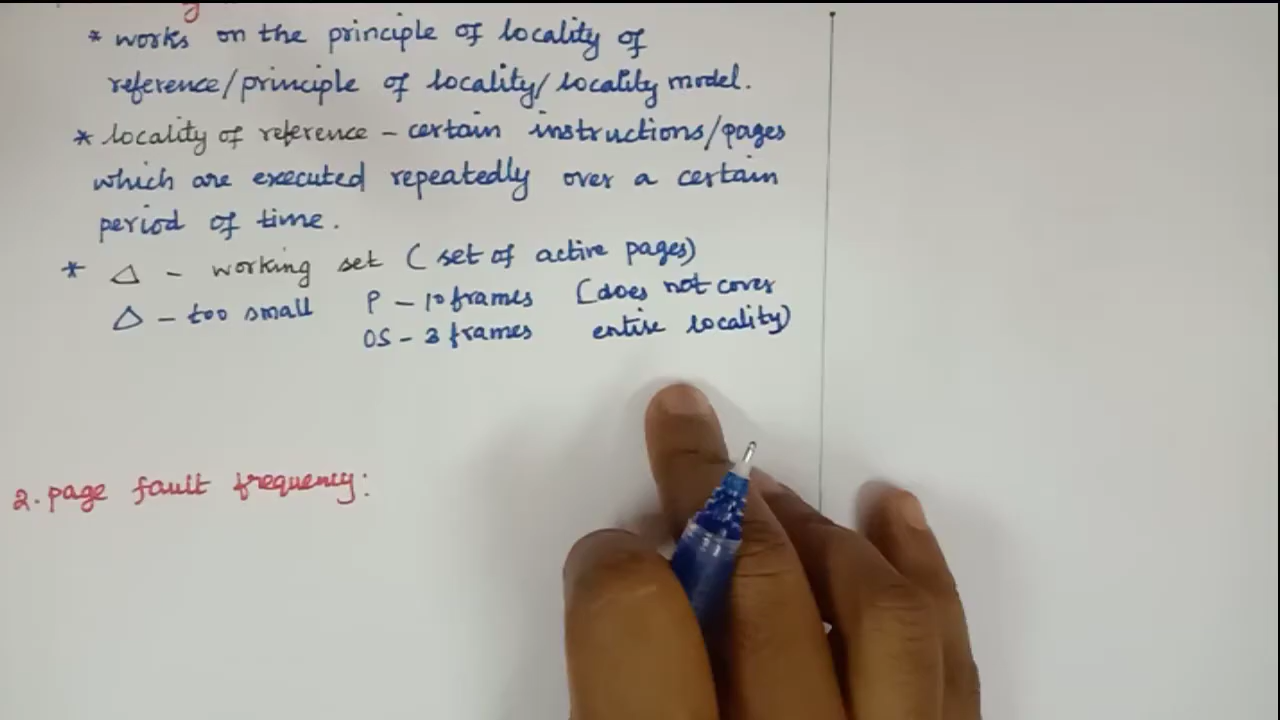 * works on the principle of locality of
reference/principle of locality/locality model.
* locality of reference - certain instructions/pages
which are executed repeatedly over a certain
period of time.
* Δ - working set (set of active pages)
Δ - too small P - 10 frames (does not cover
OS - 3 frames entire locality)
2. page fault frequency: